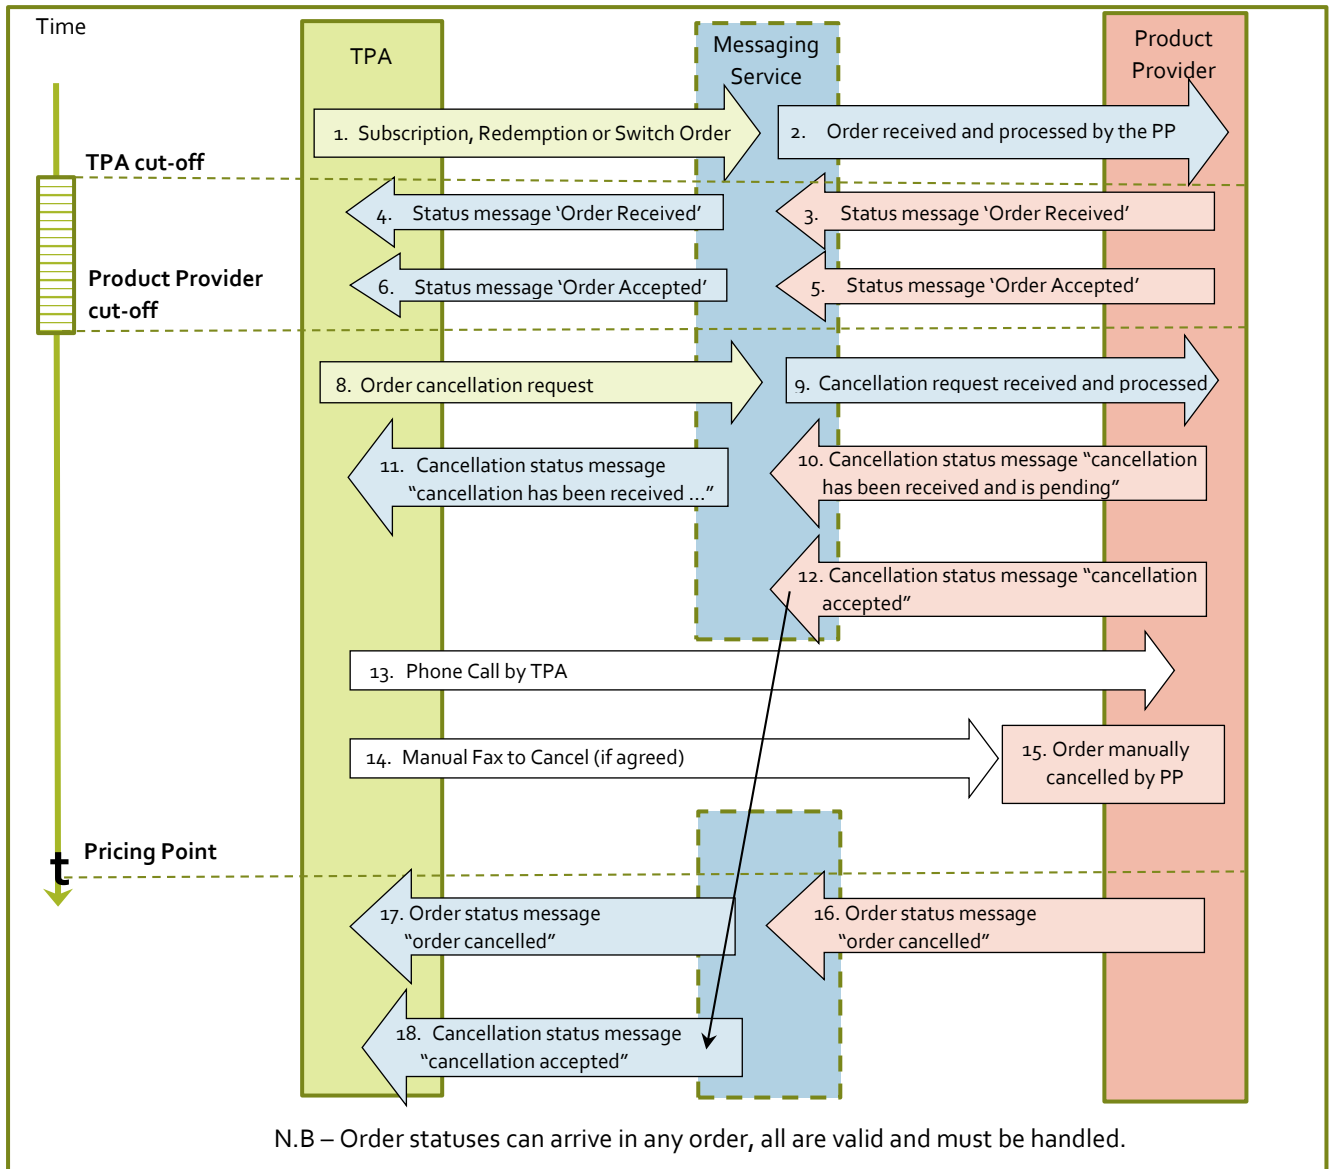 Time
TPA
Messaging
Service
Product
Provider
1. Subscription, Redemption or Switch Order
2. Order received and processed by the PP
TPA cut-off
4. Status message ‘Order Received’
3. Status message ‘Order Received’
Product Provider
cut-off
6. Status message ‘Order Accepted’
5. Status message ‘Order Accepted’
8. Order cancellation request
9. Cancellation request received and processed
11. Cancellation status message
“cancellation has been received ...”
10. Cancellation status message “cancellation
has been received and is pending”
12. Cancellation status message “cancellation
accepted”
13. Phone Call by TPA
14. Manual Fax to Cancel (if agreed)
15. Order manually
cancelled by PP
Pricing Point
t
17. Order status message
“order cancelled”
16. Order status message
“order cancelled”
18. Cancellation status message
“cancellation accepted”
N.B – Order statuses can arrive in any order, all are valid and must be handled.